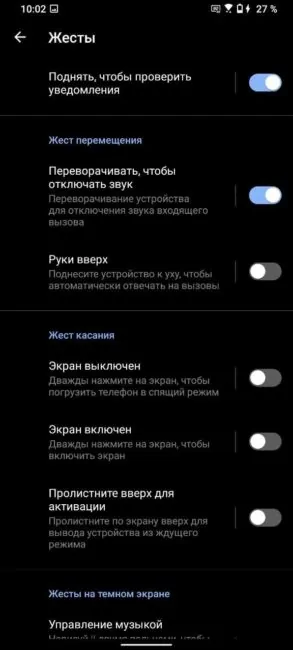 10:02 27 %
Жесты
Поднять, чтобы проверить
уведомления
Жест перемещения
Переворачивать, чтобы
отключать звук
Переворачивание устройства
для отключения звука входящего
вызова
Руки вверх
Поднесите устройство к уху, чтобы
автоматически отвечать на вызовы
Жест касания
Экран выключен
Дважды нажмите на экран, чтобы
погрузить телефон в спящий режим
Экран включен
Дважды нажмите на экран, чтобы
включить экран
Пролистните вверх для
активации
Пролистните по экрану вверх для
вывода устройства из ждущего
режима
Жесты на темном экране
Управление музыкой
двумя пальцами, чтобы